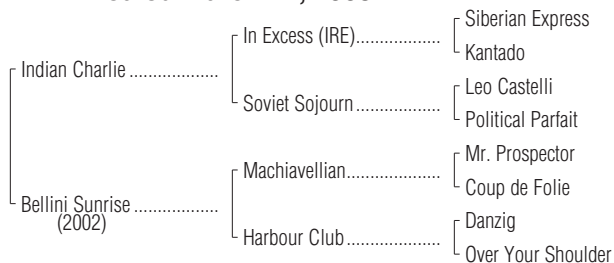 Siberian Express
In Excess (IRE)
Kantado
Indian Charlie
Leo Castelli
Soviet Sojourn
Political Parfait
Mr. Prospector
Machiavellian
Coup de Folie
Bellini Sunrise
(2002)
Danzig
Harbour Club
Over Your Shoulder